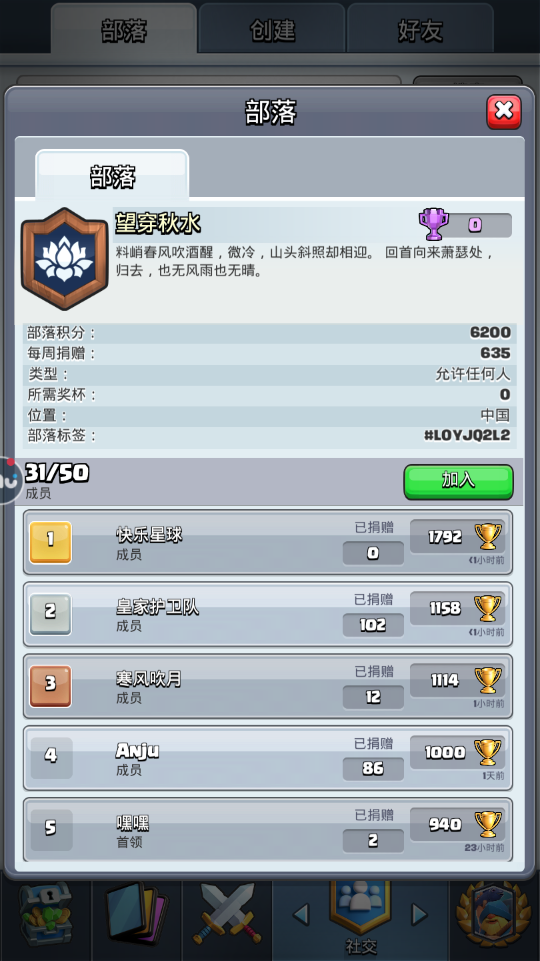 部落
创建
好友
部落
部落
望穿秋水
0
料峭春风吹酒醒，微冷，山头斜照却相迎。 回首向来萧瑟处，
归去，也无风雨也无晴。
部落积分： 6200
每周捐赠： 635
类型： 允许任何人
所需奖杯： 0
位置： 中国
部落标签： #L0YJQ2L2
31/50
成员
加入
1
快乐星球
成员
已捐赠
0
1792
<1小时前
2
皇家护卫队
成员
已捐赠
102
1158
<1小时前
3
寒风吹月
成员
已捐赠
12
1114
1小时前
4
Anju
成员
已捐赠
86
1000
1天前
5
嘿嘿
首领
已捐赠
2
940
23小时前
社交